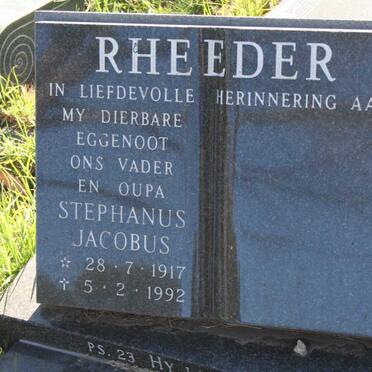 RHEEDER
IN LIEFDEVOLLE HERINNERING AA
MY DIERBARE
EGGENOOT
ONS VADER
EN OUPA
STEPHANUS
JACOBUS
☆ 28·7·1917
✝ 5·2·1992
PS. 23 HY